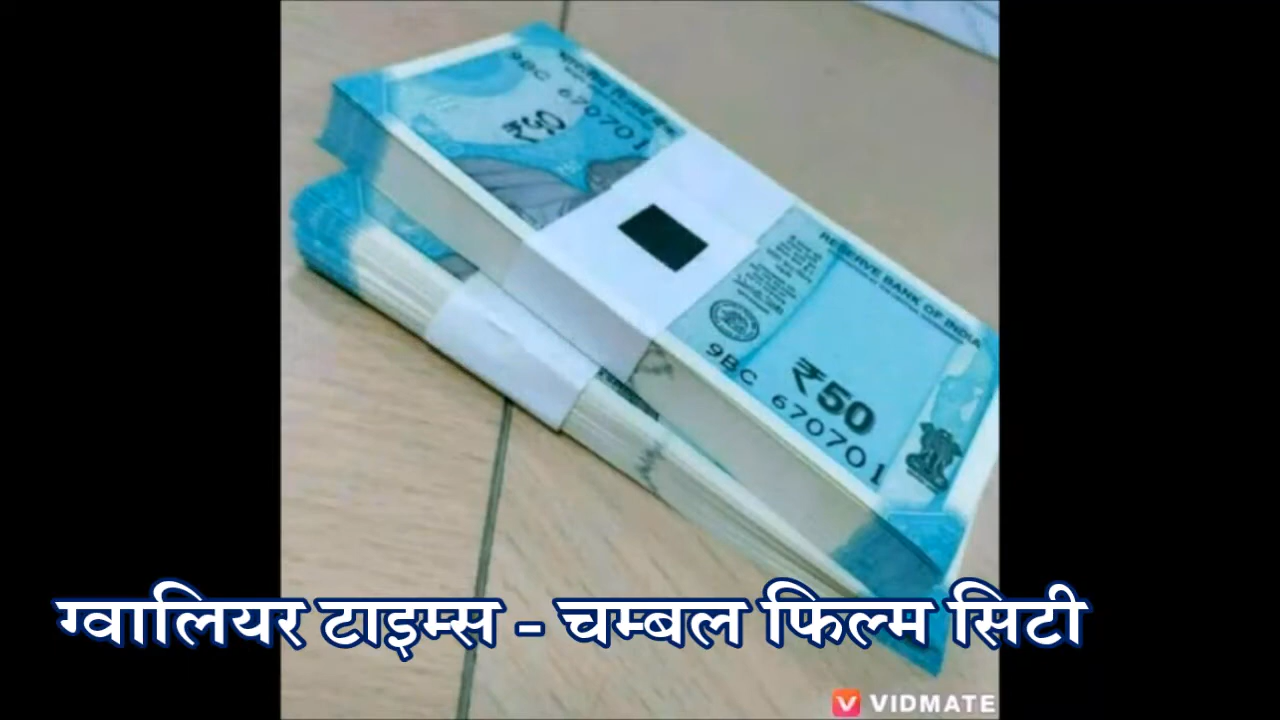 9BC 670701
₹50
RESERVE BANK OF INDIA
₹50
9BC 670701
ग्वालियर टाइम्स - चम्बल फिल्म सिटी
VIDMATE